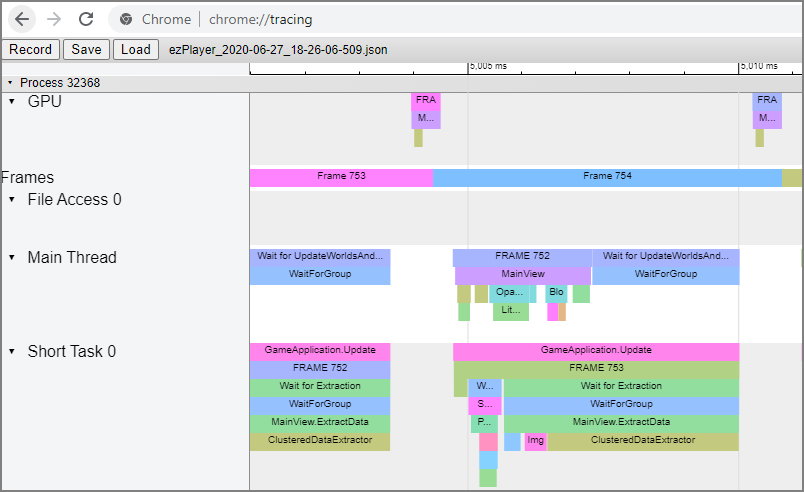 Chrome | chrome://tracing
Record Save Load ezPlayer_2020-06-27_18-26-06-509.json
5,005 ms 5,010 ms
Process 32368
GPU
FRA FRA
M... M...
Frames Frame 753 Frame 754
File Access 0
Main Thread
Wait for UpdateWorldsAnd... FRAME 752 Wait for UpdateWorldsAnd...
WaitForGroup MainView WaitForGroup
Opa... Blo
Lit...
Short Task 0
GameApplication.Update GameApplication.Update
FRAME 752 FRAME 753
Wait for Extraction W... Wait for Extraction
WaitForGroup S... WaitForGroup
MainView.ExtractData P... MainView.ExtractData
ClusteredDataExtractor Img ClusteredDataExtractor